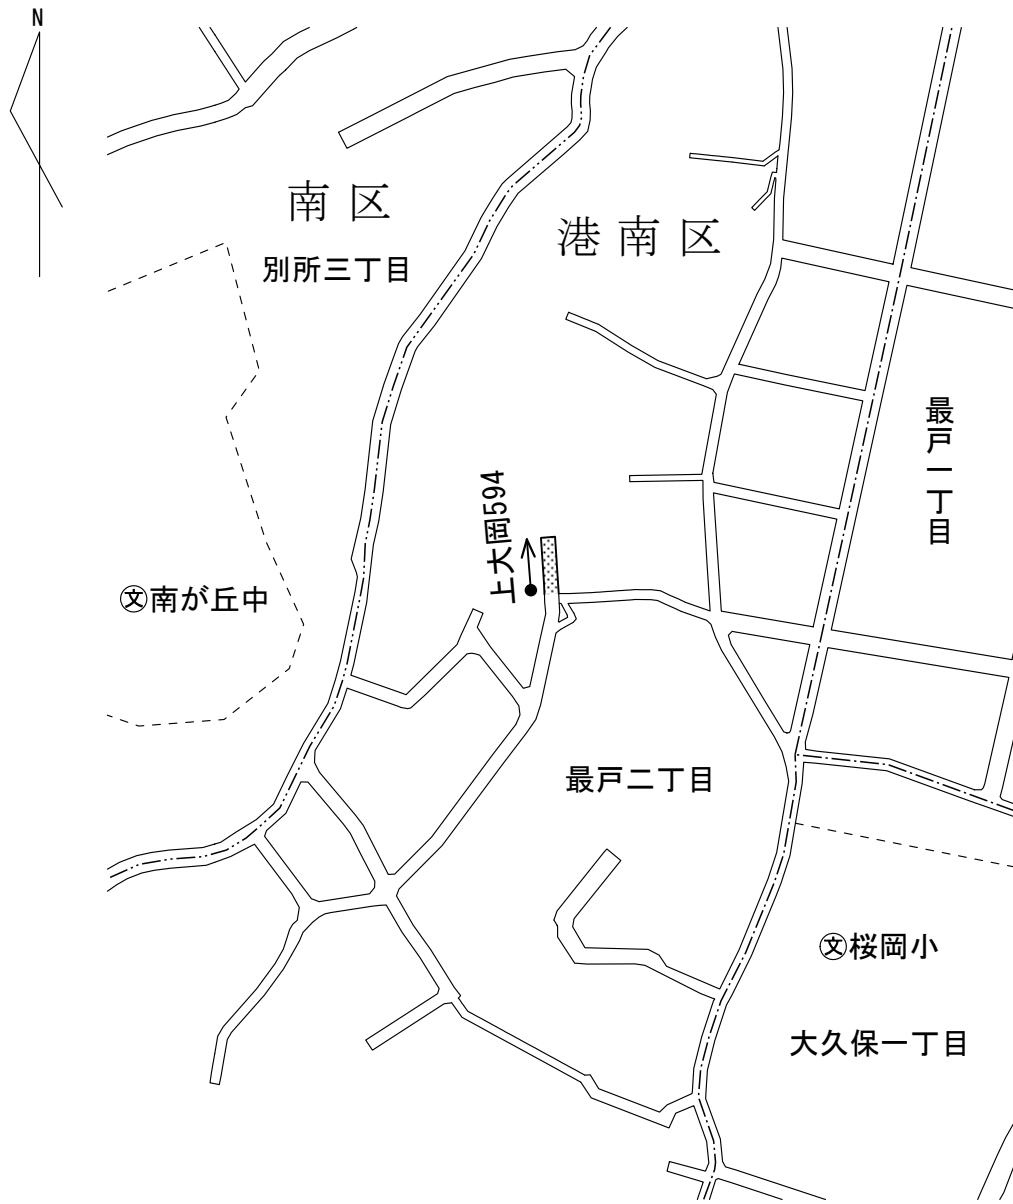 N
南区
港南区
別所三丁目
最戸一丁目
上大岡594
文南が丘中
最戸二丁目
文桜岡小
大久保一丁目